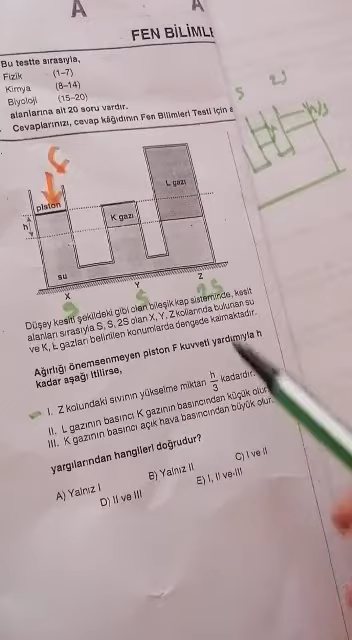 A
A
FEN BİLİMLE
Bu testte sırasıyla,
Fizik (1–7)
Kimya (8–14)
Biyoloji (15–20)
alanlarına ait 20 soru vardır.
Cevaplarınızı, cevap kâğıdının Fen Bilimleri Testi için a
S
2S
L gazı
piston
K gazı
h
su
X
Y
Z
S
S
2S
Düşey kesiti şekildeki gibi olan bileşik kap sisteminde, kesit
alanları sırasıyla S, S, 2S olan X, Y, Z kollarında bulunan su
ve K, L gazları belirtilen konumlarda dengede kalmaktadır.
Ağırlığı önemsenmeyen piston F kuvveti yardımıyla h
kadar aşağı itilirse,
I. Z kolundaki sıvının yükselme miktarı h/3 kadardır.
II. L gazının basıncı K gazının basıncından küçük olur.
III. K gazının basıncı açık hava basıncından büyük olur.
yargılarından hangileri doğrudur?
A) Yalnız I
B) Yalnız II
C) I ve II
D) II ve III
E) I, II ve III